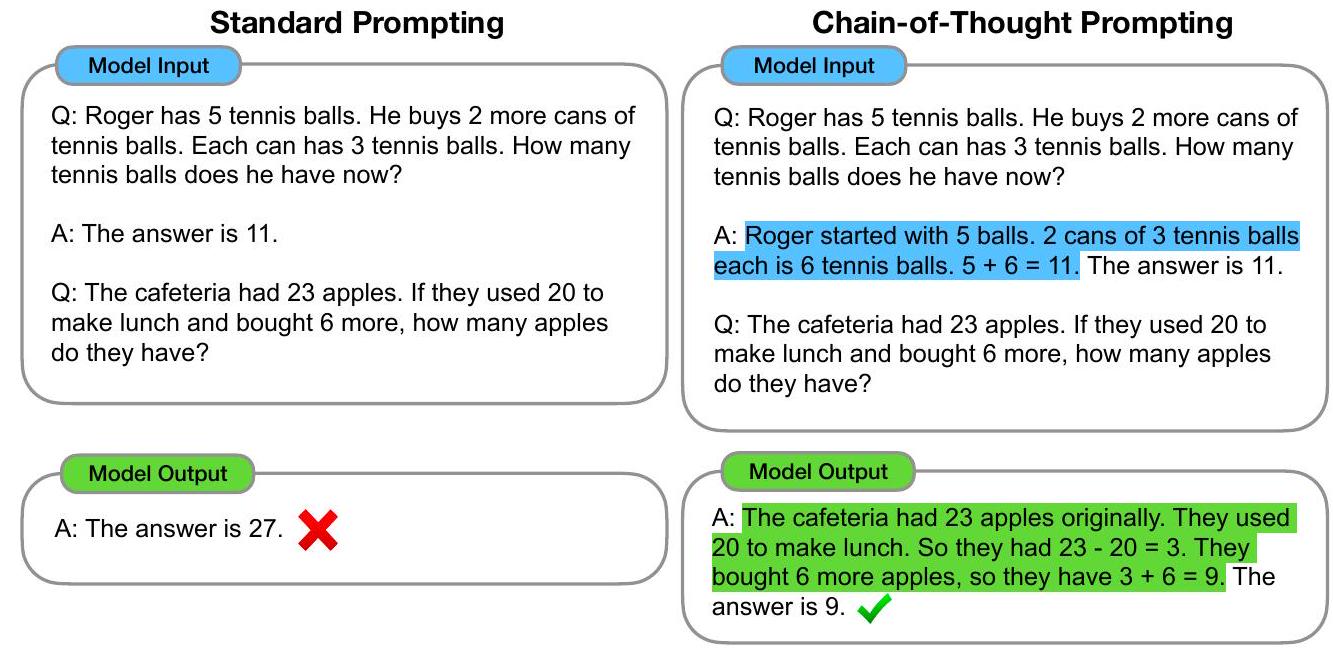 Standard Prompting
Model Input
Q: Roger has 5 tennis balls. He buys 2 more cans of
tennis balls. Each can has 3 tennis balls. How many
tennis balls does he have now?
A: The answer is 11.
Q: The cafeteria had 23 apples. If they used 20 to
make lunch and bought 6 more, how many apples
do they have?
Model Output
A: The answer is 27.
Chain-of-Thought Prompting
Model Input
Q: Roger has 5 tennis balls. He buys 2 more cans of
tennis balls. Each can has 3 tennis balls. How many
tennis balls does he have now?
A: Roger started with 5 balls. 2 cans of 3 tennis balls
each is 6 tennis balls. 5 + 6 = 11. The answer is 11.
Q: The cafeteria had 23 apples. If they used 20 to
make lunch and bought 6 more, how many apples
do they have?
Model Output
A: The cafeteria had 23 apples originally. They used
20 to make lunch. So they had 23 - 20 = 3. They
bought 6 more apples, so they have 3 + 6 = 9. The
answer is 9.